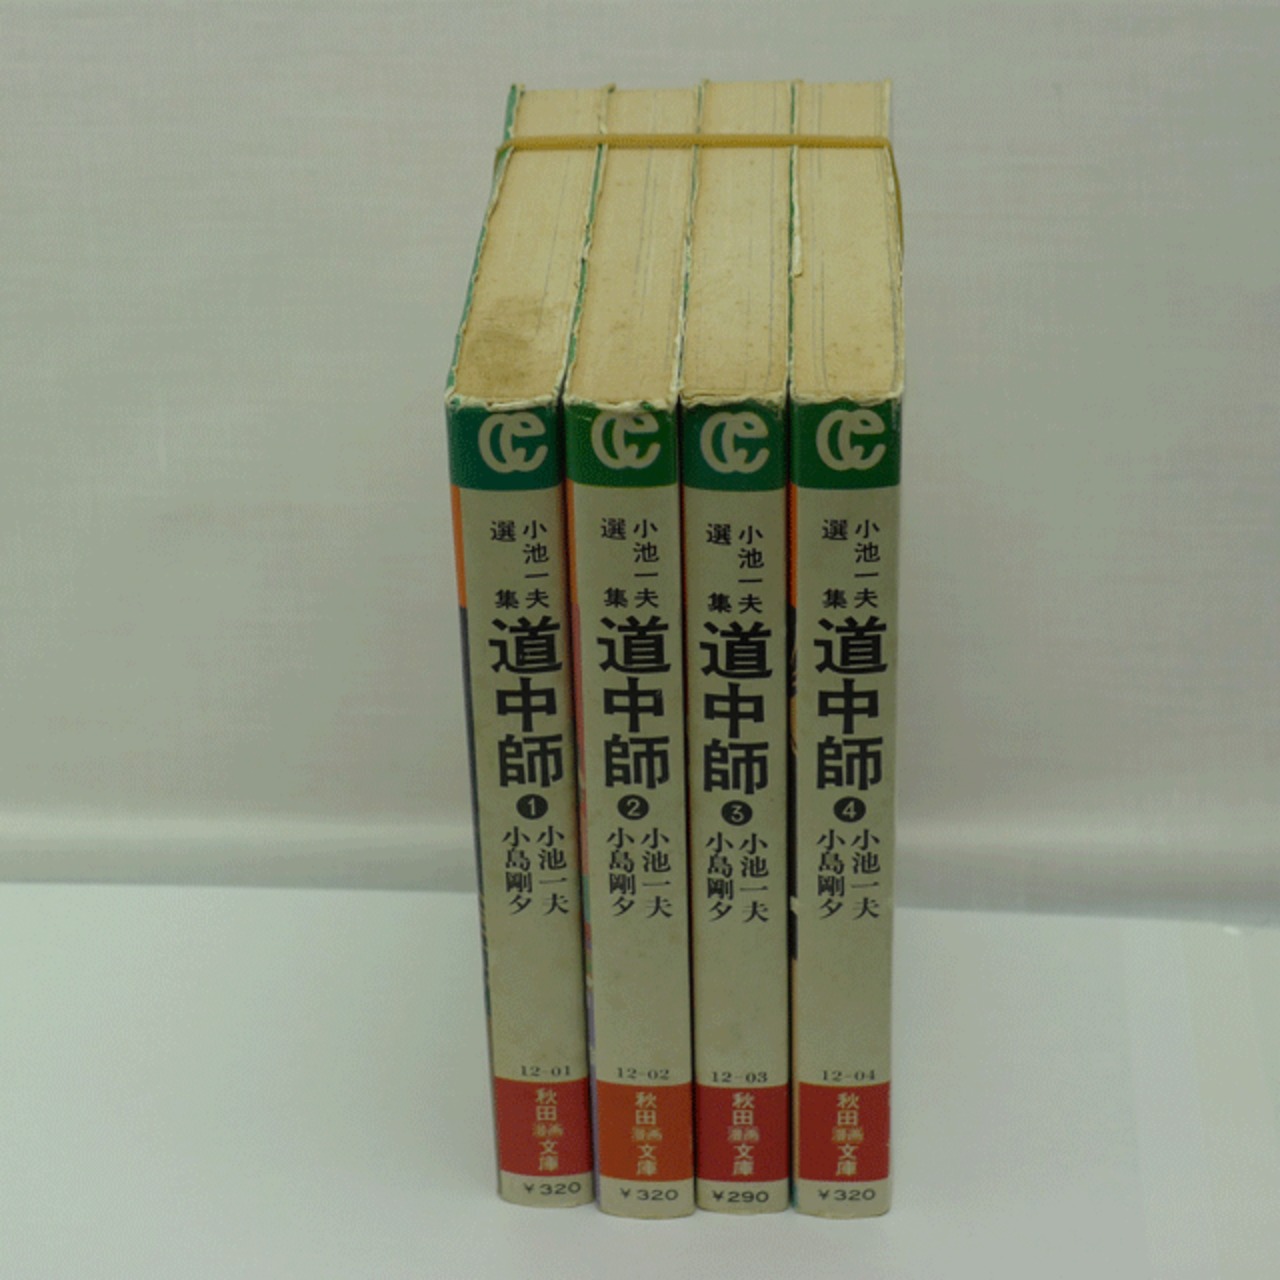 小池一夫
選集
道中師
1
小池一夫
小島剛夕
12-01
秋田漫画文庫
￥320
小池一夫
選集
道中師
2
小池一夫
小島剛夕
12-02
秋田漫画文庫
￥320
小池一夫
選集
道中師
3
小池一夫
小島剛夕
12-03
秋田漫画文庫
￥290
小池一夫
選集
道中師
4
小池一夫
小島剛夕
12-04
秋田漫画文庫
￥320